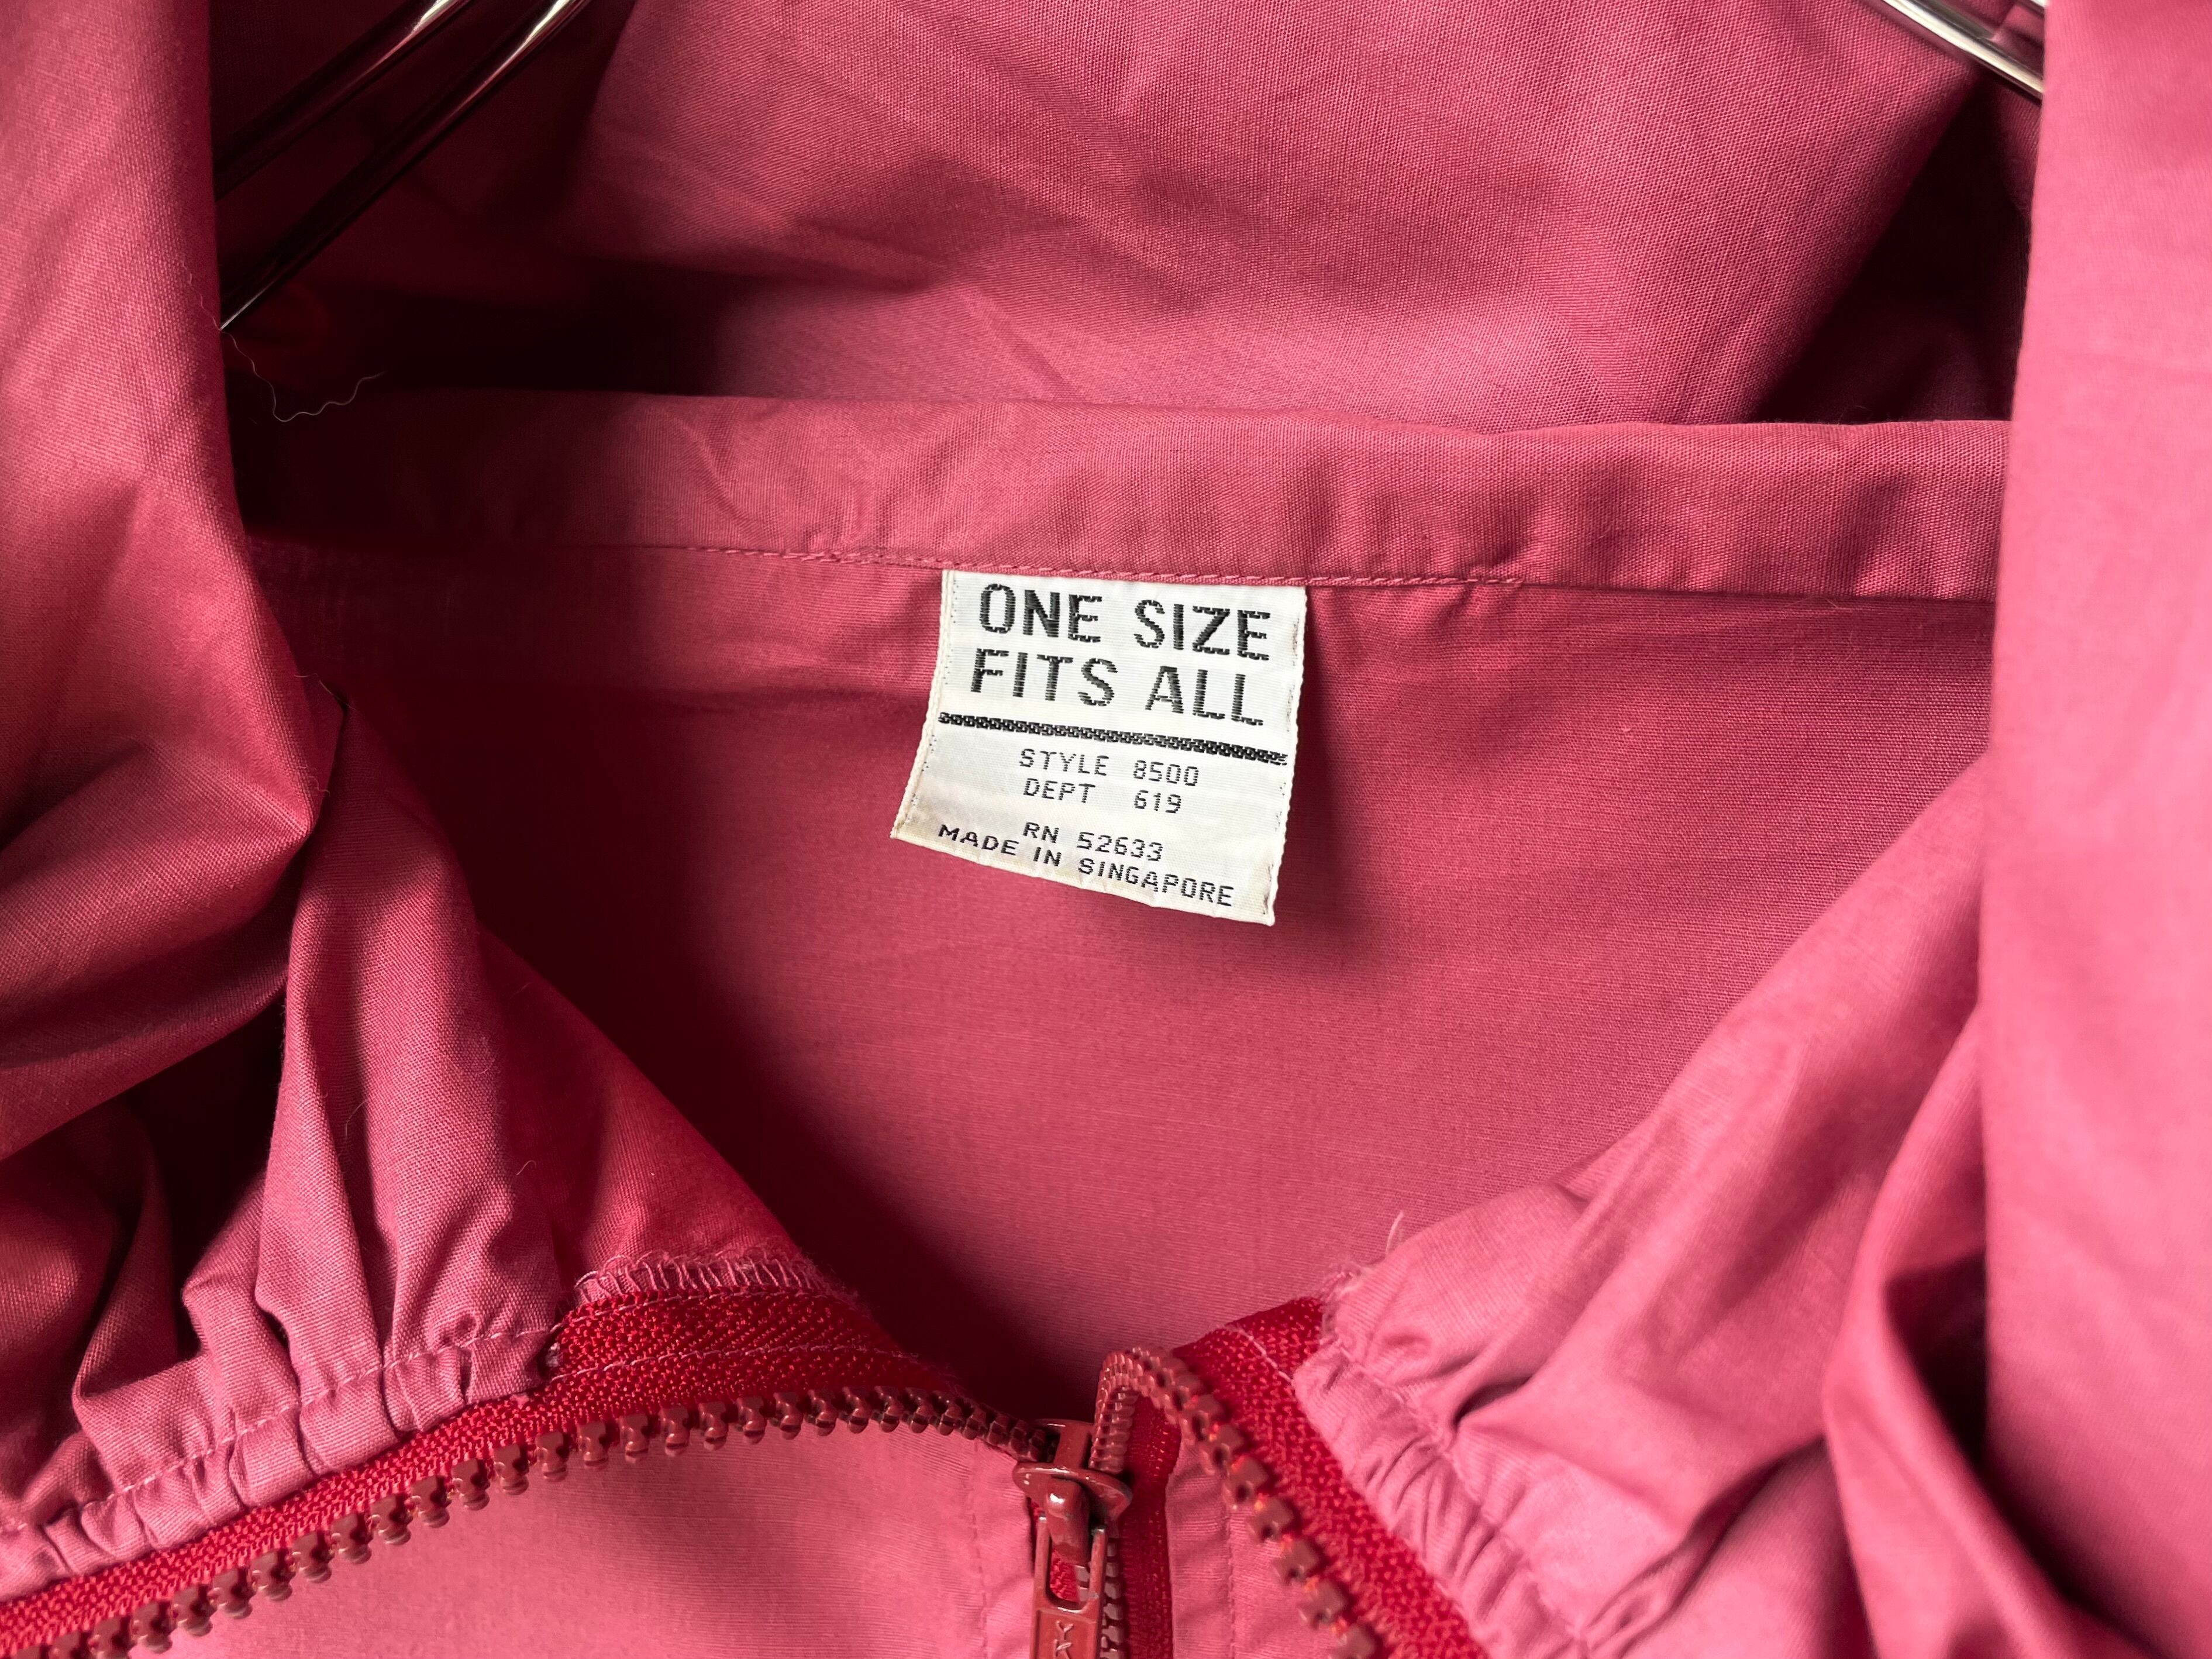 ONE SIZE
FITS ALL
STYLE 8500
DEPT 619
RN 52633
MADE IN SINGAPORE